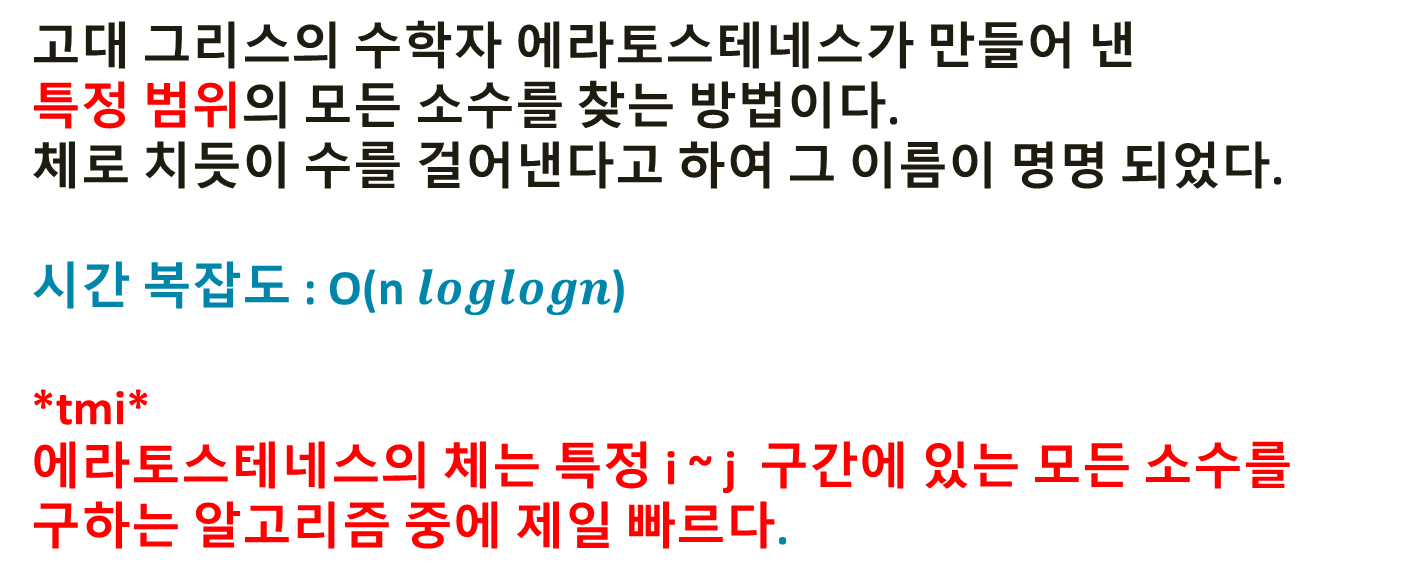 고대 그리스의 수학자 에라토스테네스가 만들어 낸
특정 범위의 모든 소수를 찾는 방법이다.
체로 치듯이 수를 걸어낸다고 하여 그 이름이 명명 되었다.
시간 복잡도 : O(n loglogn)
*tmi*
에라토스테네스의 체는 특정 i ~ j 구간에 있는 모든 소수를
구하는 알고리즘 중에 제일 빠르다.